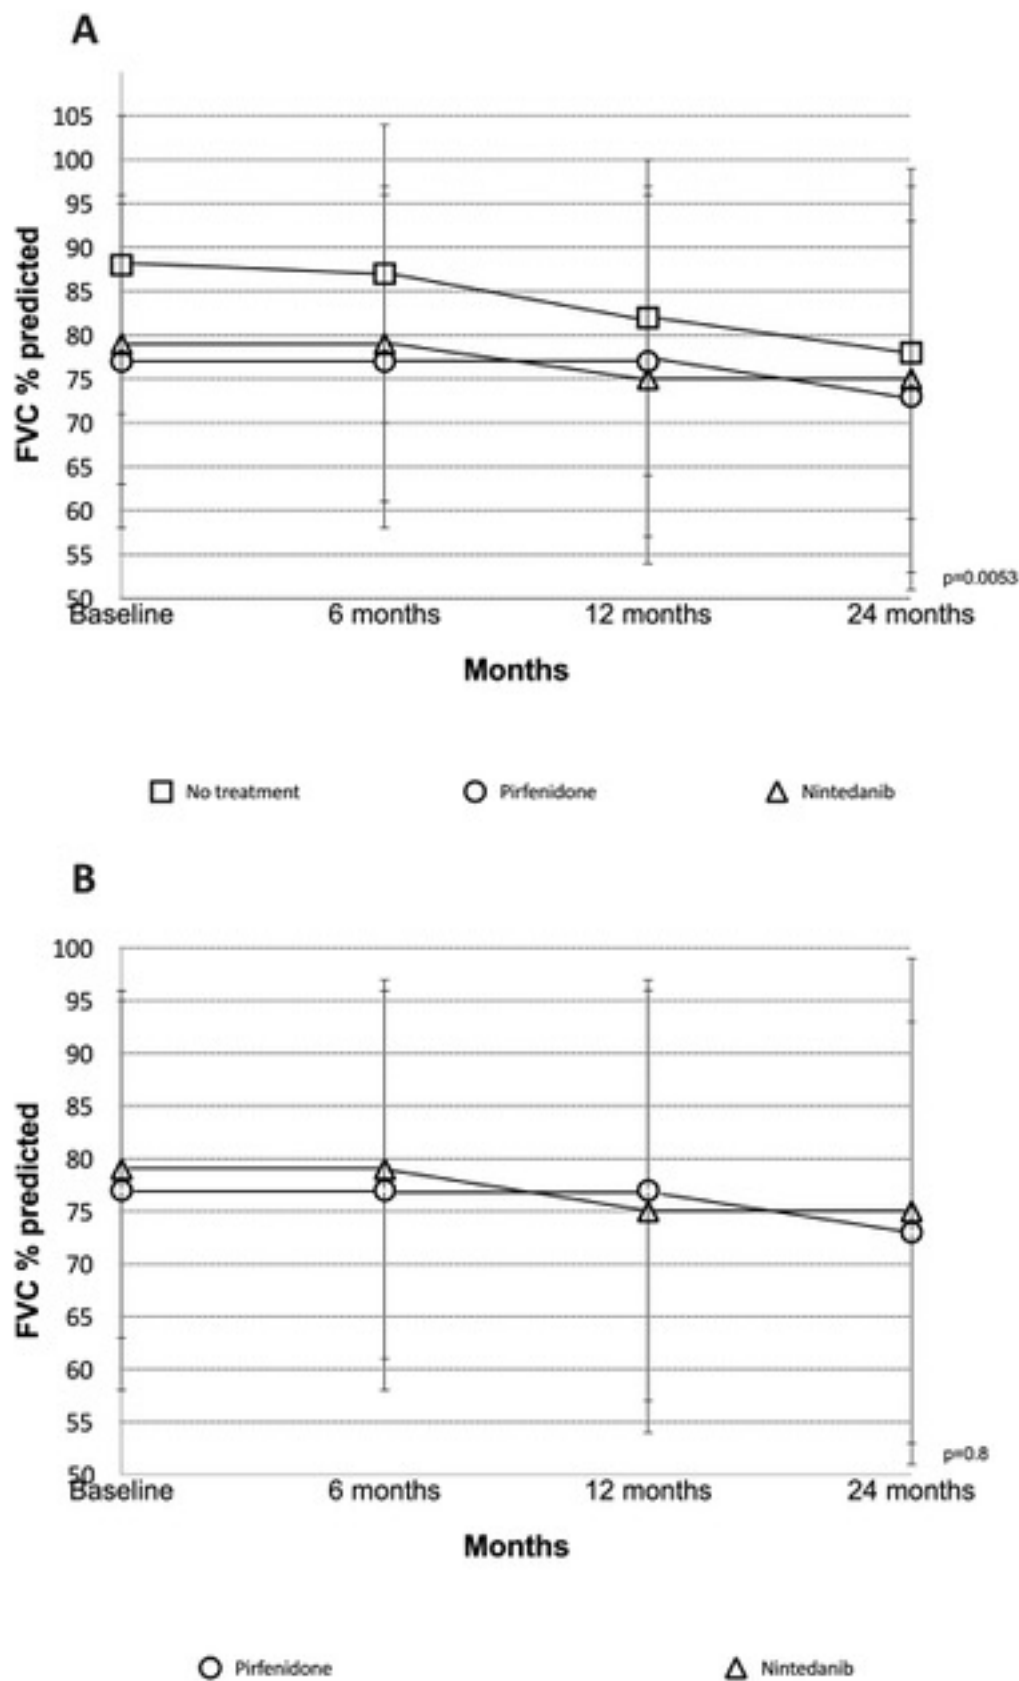 A
105
100
95
90
85
80
75
70
65
60
55
50
FVC % predicted
p=0.0053
Baseline 6 months 12 months 24 months
Months
No treatment Pirfenidone Nintedanib
B
100
95
90
85
80
75
70
65
60
55
50
FVC % predicted
p=0.8
Baseline 6 months 12 months 24 months
Months
Pirfenidone Nintedanib